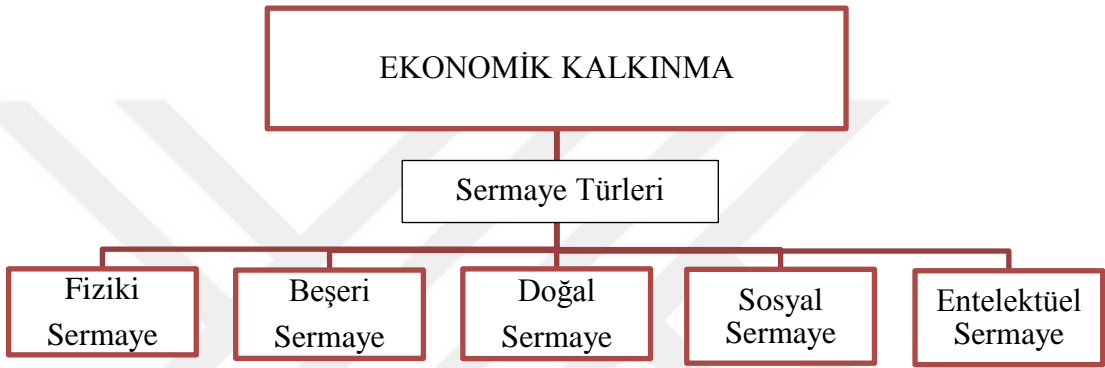 EKONOMİK KALKINMA
Sermaye Türleri
Fiziki
Sermaye
Beşeri
Sermaye
Doğal
Sermaye
Sosyal
Sermaye
Entelektüel
Sermaye